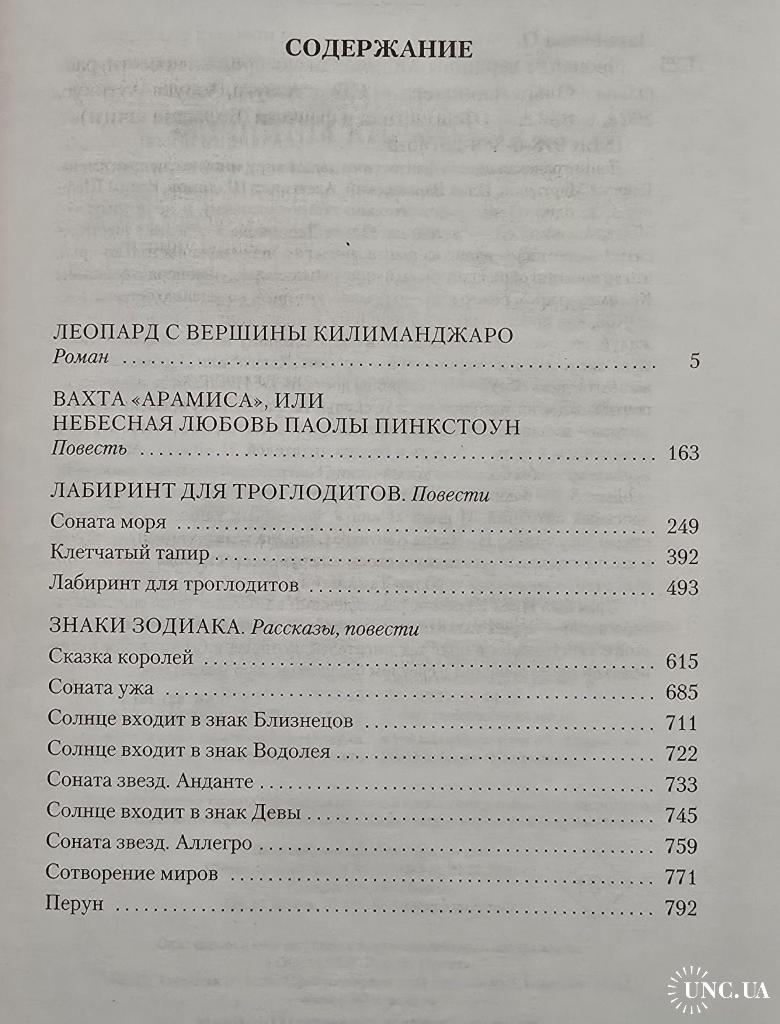 СОДЕРЖАНИЕ
ЛЕОПАРД С ВЕРШИНЫ КИЛИМАНДЖАРО
Роман ........ 5
ВАХТА «АРАМИСА», ИЛИ
НЕБЕСНАЯ ЛЮБОВЬ ПАОЛЫ ПИНКСТОУН
Повесть ........ 163
ЛАБИРИНТ ДЛЯ ТРОГЛОДИТОВ. Повести
Соната моря ........ 249
Клетчатый тапир ........ 392
Лабиринт для троглодитов ........ 493
ЗНАКИ ЗОДИАКА. Рассказы, повести
Сказка королей ........ 615
Соната ужа ........ 685
Солнце входит в знак Близнецов ........ 711
Солнце входит в знак Водолея ........ 722
Соната звезд. Анданте ........ 733
Солнце входит в знак Девы ........ 745
Соната звезд. Аллегро ........ 759
Сотворение миров ........ 771
Перун ........ 792
UNC.UA